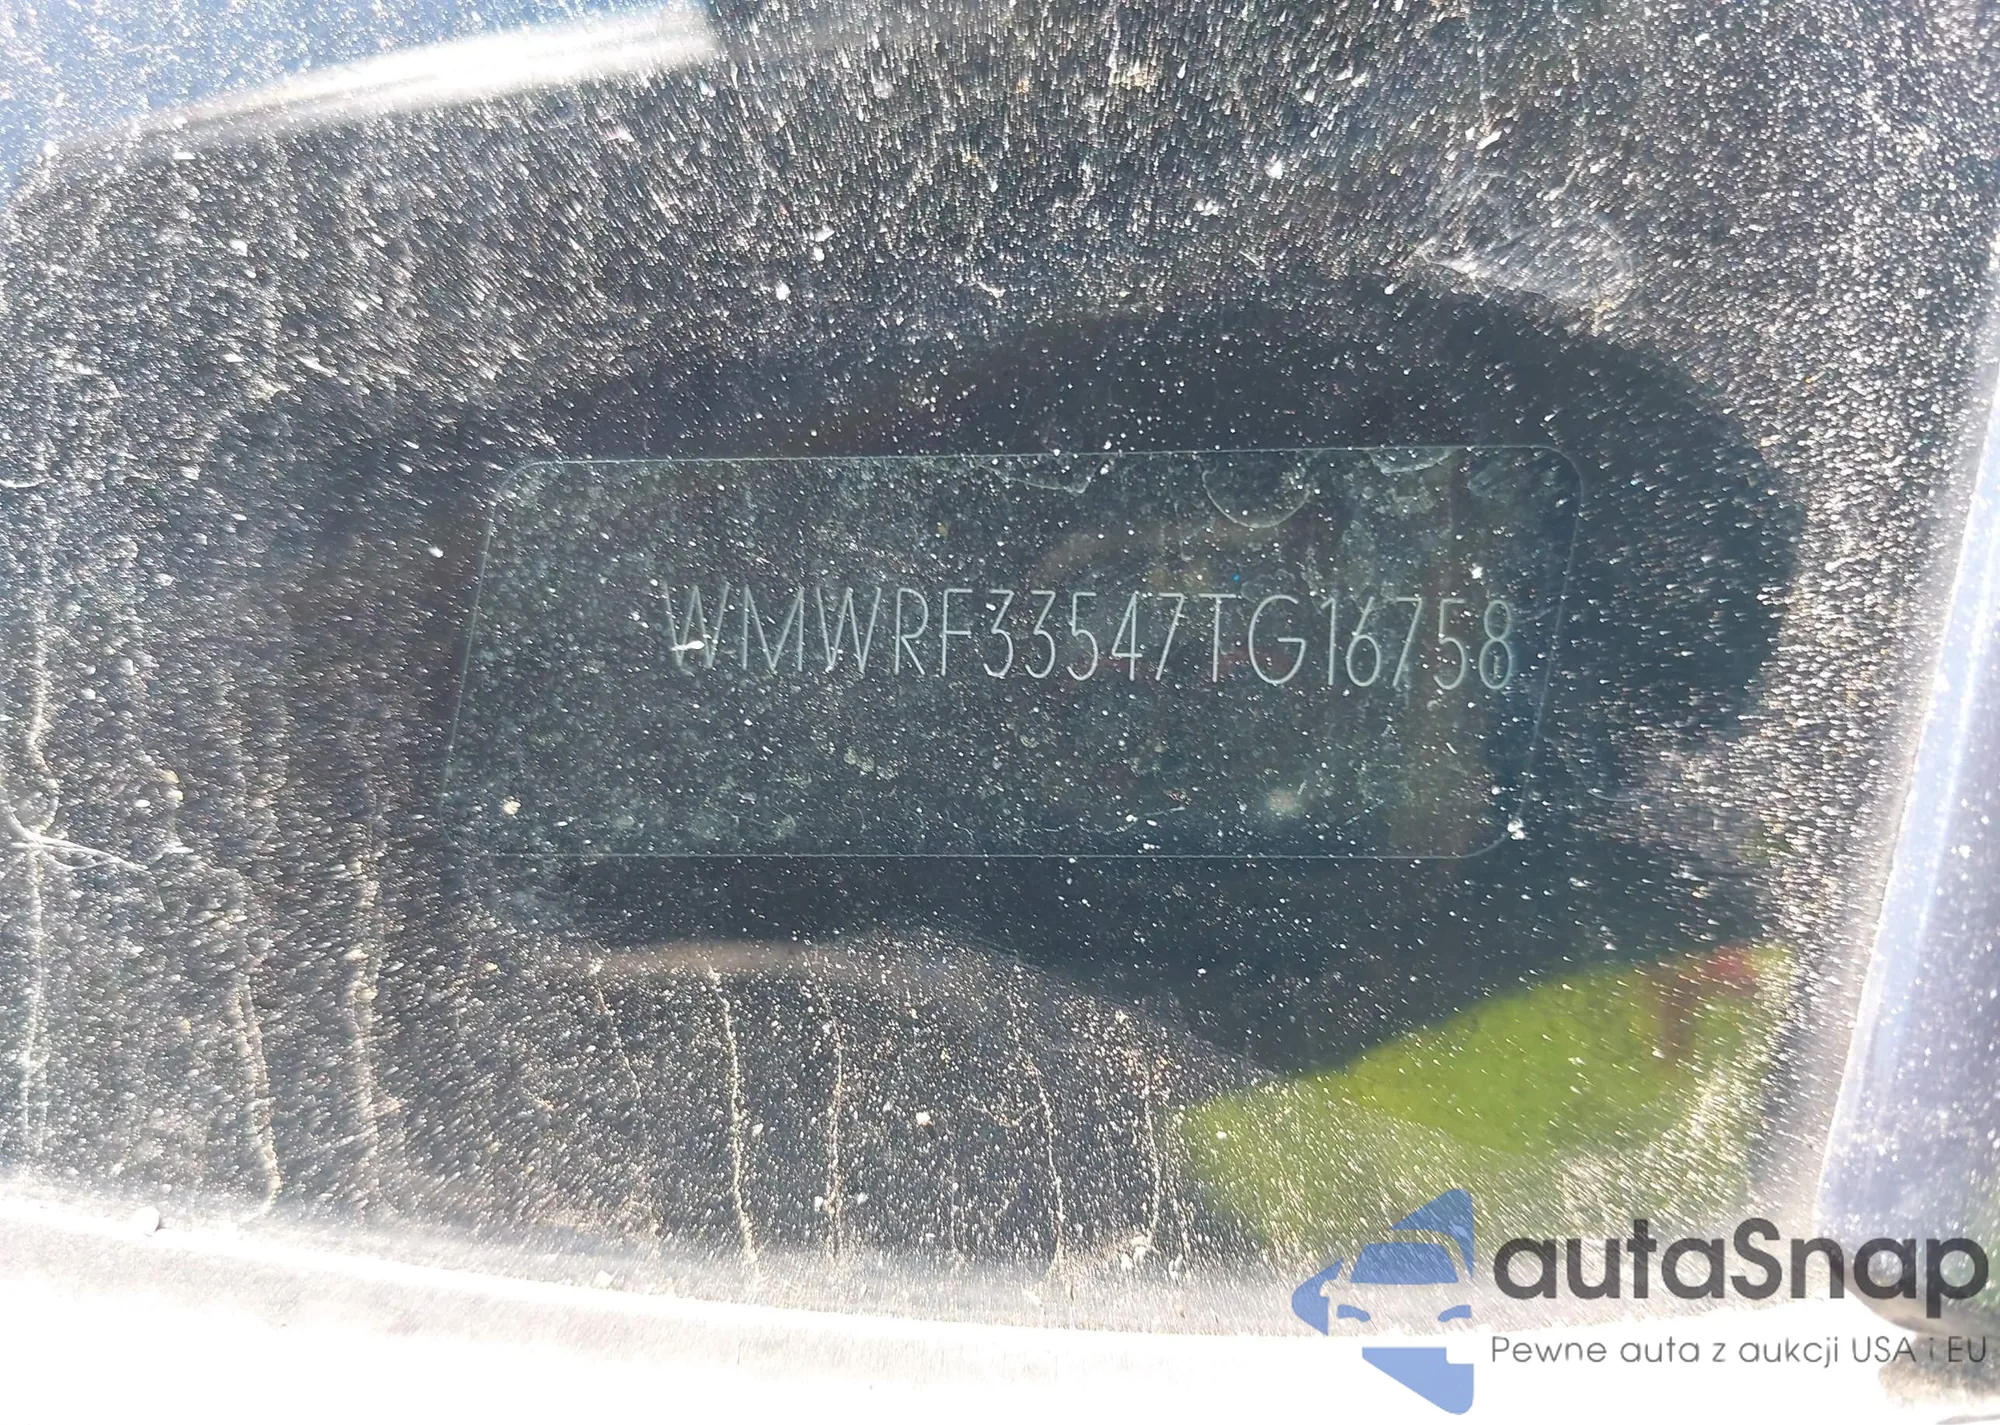 WMWRF33547TG16758
autaSnap
Pewne auta z aukcji USA i EU